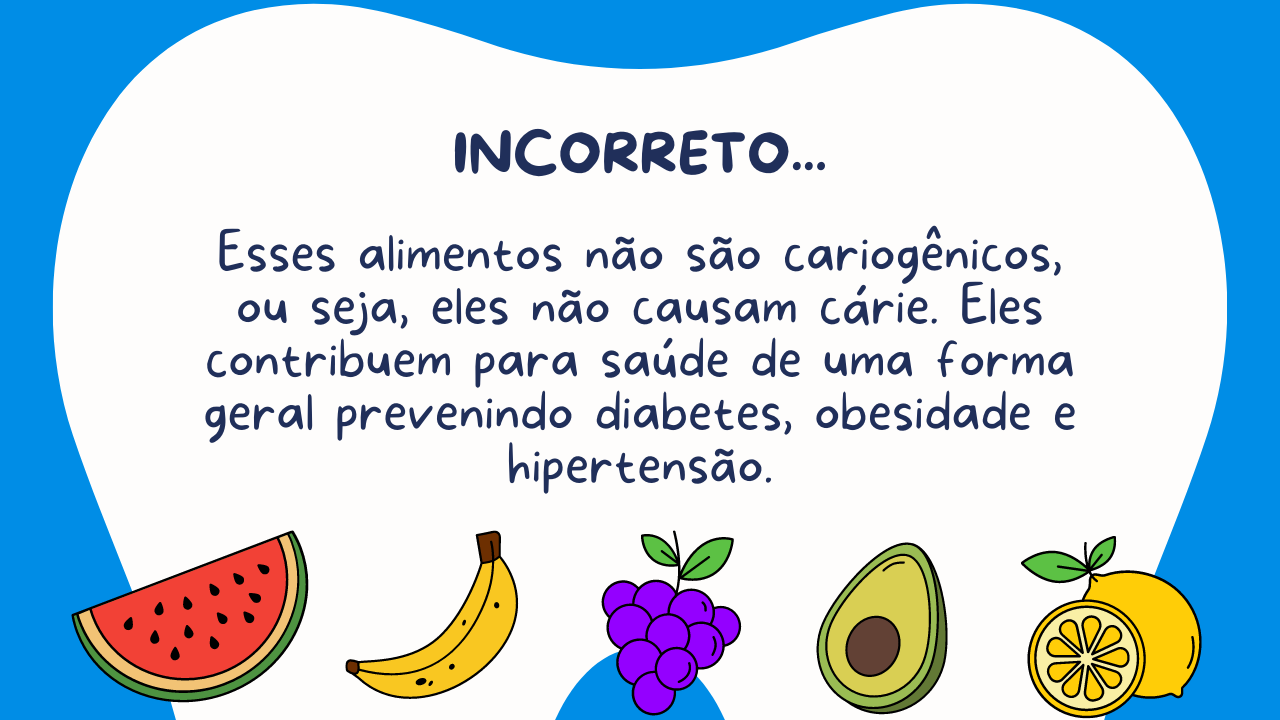 INCORRETO...
Esses alimentos não são cariogênicos,
ou seja, eles não causam cárie. Eles
contribuem para saúde de uma forma
geral prevenindo diabetes, obesidade e
hipertensão.